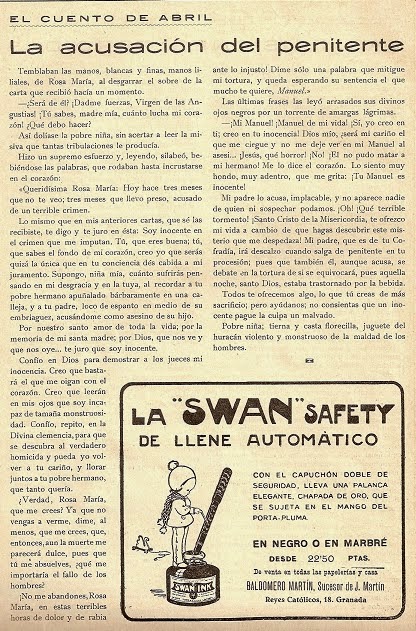 EL CUENTO DE ABRIL
La acusación del penitente
Temblaban las manos, blancas y finas, manos li-
liales, de Rosa María, al desgarrar el sobre de la
carta que recibió hacía un momento.
—¿Será de él? ¡Dadme fuerzas, Virgen de las An-
gustias! ¡Tú sabes, madre mía, cuánto lucha mi cora-
zón! ¿Qué debo hacer?
Así dolíase la pobre niña, sin acertar a leer la mi-
siva que tantas tribulaciones le producía.
Hizo un supremo esfuerzo y, leyendo, silabeó, be-
biéndose las palabras, que rodaban hasta incrustarse
en el corazón:
«Queridísima Rosa María: Hoy hace tres meses
que no te veo; tres meses que llevo preso, acusado
de un terrible crimen.
Lo mismo que en mis anteriores cartas, que sé las
recibiste, te digo y te juro en ésta: Soy inocente en
el crimen que me imputan. Tú, que eres buena; tú,
que sabes el fondo de mi corazón, creo yo que serás
quizá la única que en tu conciencia dés cabida a mi
juramento. Supongo, niña mía, cuánto sufrirás pen-
sando en mi desgracia y en la tuya, al recordar a tu
pobre hermano apuñalado bárbaramente en una ca-
lleja, y a tu padre, loco de espanto en medio de su
embriaguez, acusándome como asesino de su hijo.
Por nuestro santo amor de toda la vida; por la
memoria de mi santa madre; por Dios, que nos ve y
que nos oye... te juro que soy inocente.
Confío en Dios para demostrar a los jueces mi
inocencia. Creo que basta-
rá el que me oigan con el
corazón. Creo que leerán
en mis ojos que soy inca-
paz de tamaña monstruosi-
dad. Confío, repito, en la
Divina clemencia, para que
se descubra al verdadero
homicida y pueda yo vol-
ver a tu cariño, y llorar
juntos a tu pobre hermano,
que tanto quería.
¿Verdad, Rosa María,
que me crees? Ya que no
vengas a verme, dime, al
menos, que me crees, que,
entonces, aun la muerte me
parecerá dulce, pues que
tú me absuelves, ¿qué me
importaría el fallo de los
hombres?
¡No me abandones, Rosa
María, en estas terribles
horas de dolor y de rabia
ante lo injusto! Dime sólo una palabra que mitigue
mi tortura, y queda esperando su sentencia el que
mucho te quiere, Manuel.»
Las últimas frases las leyó arrasados sus divinos
ojos negros por un torrente de amargas lágrimas.
—¡Mi Manuel! ¡Manuel de mi vida! ¡Sí, yo creo en
ti; creo en tu inocencia! Dios mío, ¿será mi cariño el
que me ciegue y no me deje ver en mi Manuel al
asesi... ¡Jesús, qué horror! ¡No! ¡Él no pudo matar a
mi hermano! Me lo dice el corazón. Lo siento muy
hondo, muy adentro, que me grita: ¡Tu Manuel es
inocente!
Mi padre lo acusa, implacable, y no aparece nadie
de quien ni sospechar podamos. ¡Oh! ¡Qué terrible
tormento! ¡Santo Cristo de la Misericordia, te ofrezco
mi vida a cambio de que hagas descubrir este mis-
terio que me despedaza! Mi padre, que es de tu Co-
fradía, irá descalzo cuando salga de penitente en tu
procesión; pues que también él, aunque acusa, se
debate en la tortura de si se equivocará, pues aquella
noche, santo Dios, estaba trastornado por la bebida.
Todos te ofrecemos algo, lo que tú creas de más
sacrificio; pero ayúdanos; no consientas que un ino-
cente pague la culpa un malvado.
Pobre niña; tierna y casta florecilla, juguete del
huracán violento y monstruoso de la maldad de los
hombres.
LA "SWAN" SAFETY
DE LLENE AUTOMÁTICO
CON EL CAPUCHÓN DOBLE DE
SEGURIDAD, LLEVA UNA PALANCA
ELEGANTE, CHAPADA DE ORO, QUE
SE SUJETA EN EL MANGO DEL
PORTA-PLUMA.
EN NEGRO O EN MARBRÉ
DESDE 22'50 PTAS.
De venta en todas las papelerías y casa
BALDOMERO MARTÍN, Sucesor de J. Martín
Reyes Católicos, 18. Granada
SWAN INK